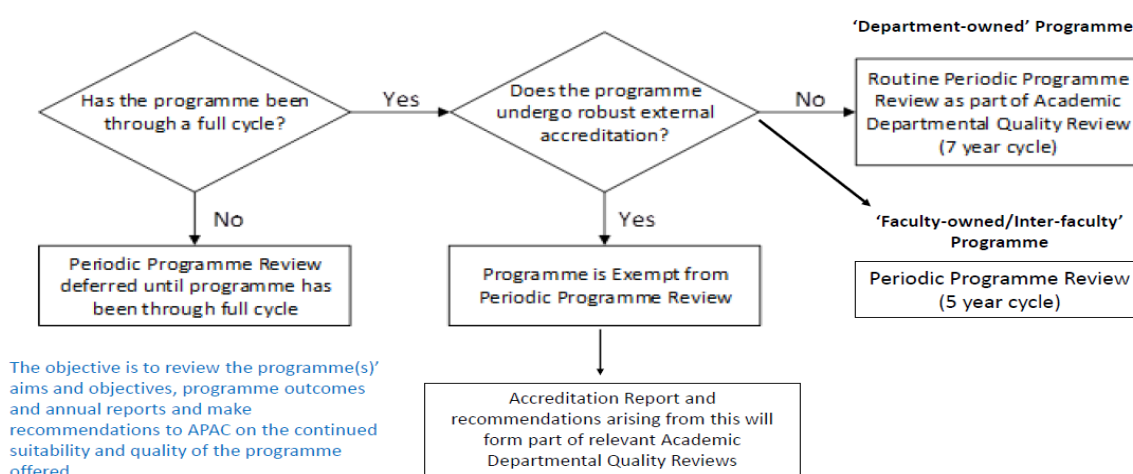 Has the programme been
through a full cycle?
Yes
Does the programme
undergo robust external
accreditation?
No
'Department-owned' Programme
Routine Periodic Programme
Review as part of Academic
Departmental Quality Review
(7 year cycle)
No
Yes
'Faculty-owned/Inter-faculty'
Programme
Periodic Programme Review
deferred until programme has
been through full cycle
Programme is Exempt from
Periodic Programme Review
Periodic Programme Review
(5 year cycle)
The objective is to review the programme(s)'
aims and objectives, programme outcomes
and annual reports and make
recommendations to APAC on the continued
suitability and quality of the programme
offered
Accreditation Report and
recommendations arising from this will
form part of relevant Academic
Departmental Quality Reviews